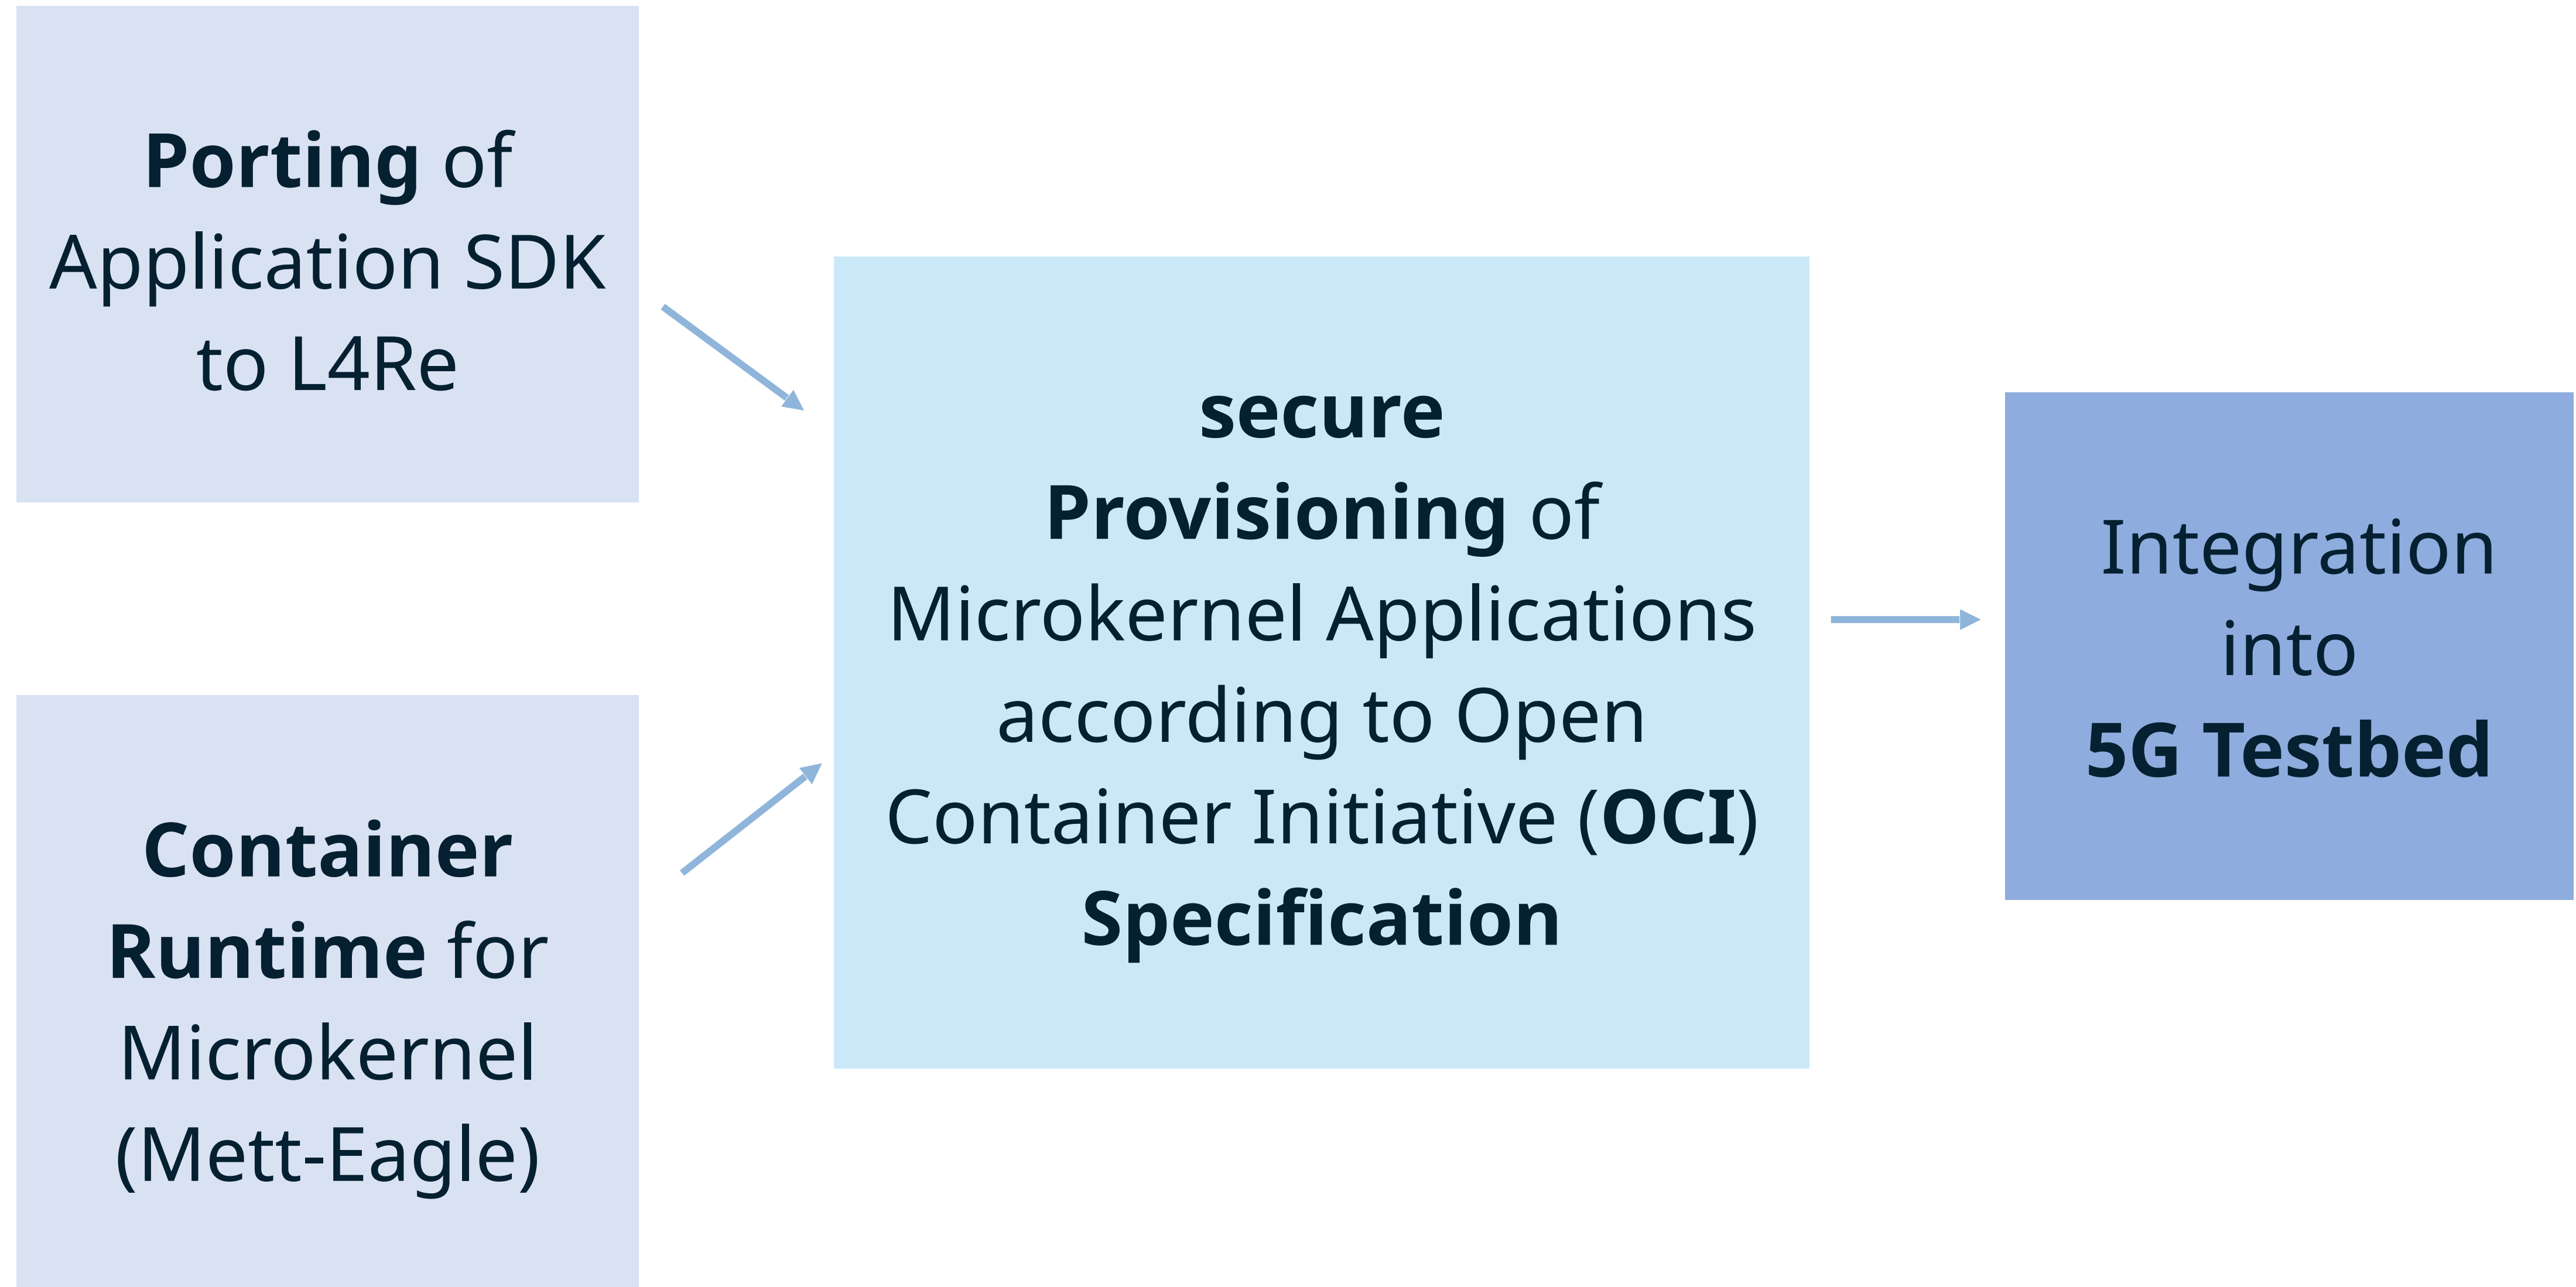 Porting of
Application SDK
to L4Re
Container
Runtime for
Microkernel
(Mett-Eagle)
secure
Provisioning of
Microkernel Applications
according to Open
Container Initiative (OCI)
Specification
Integration
into
5G Testbed